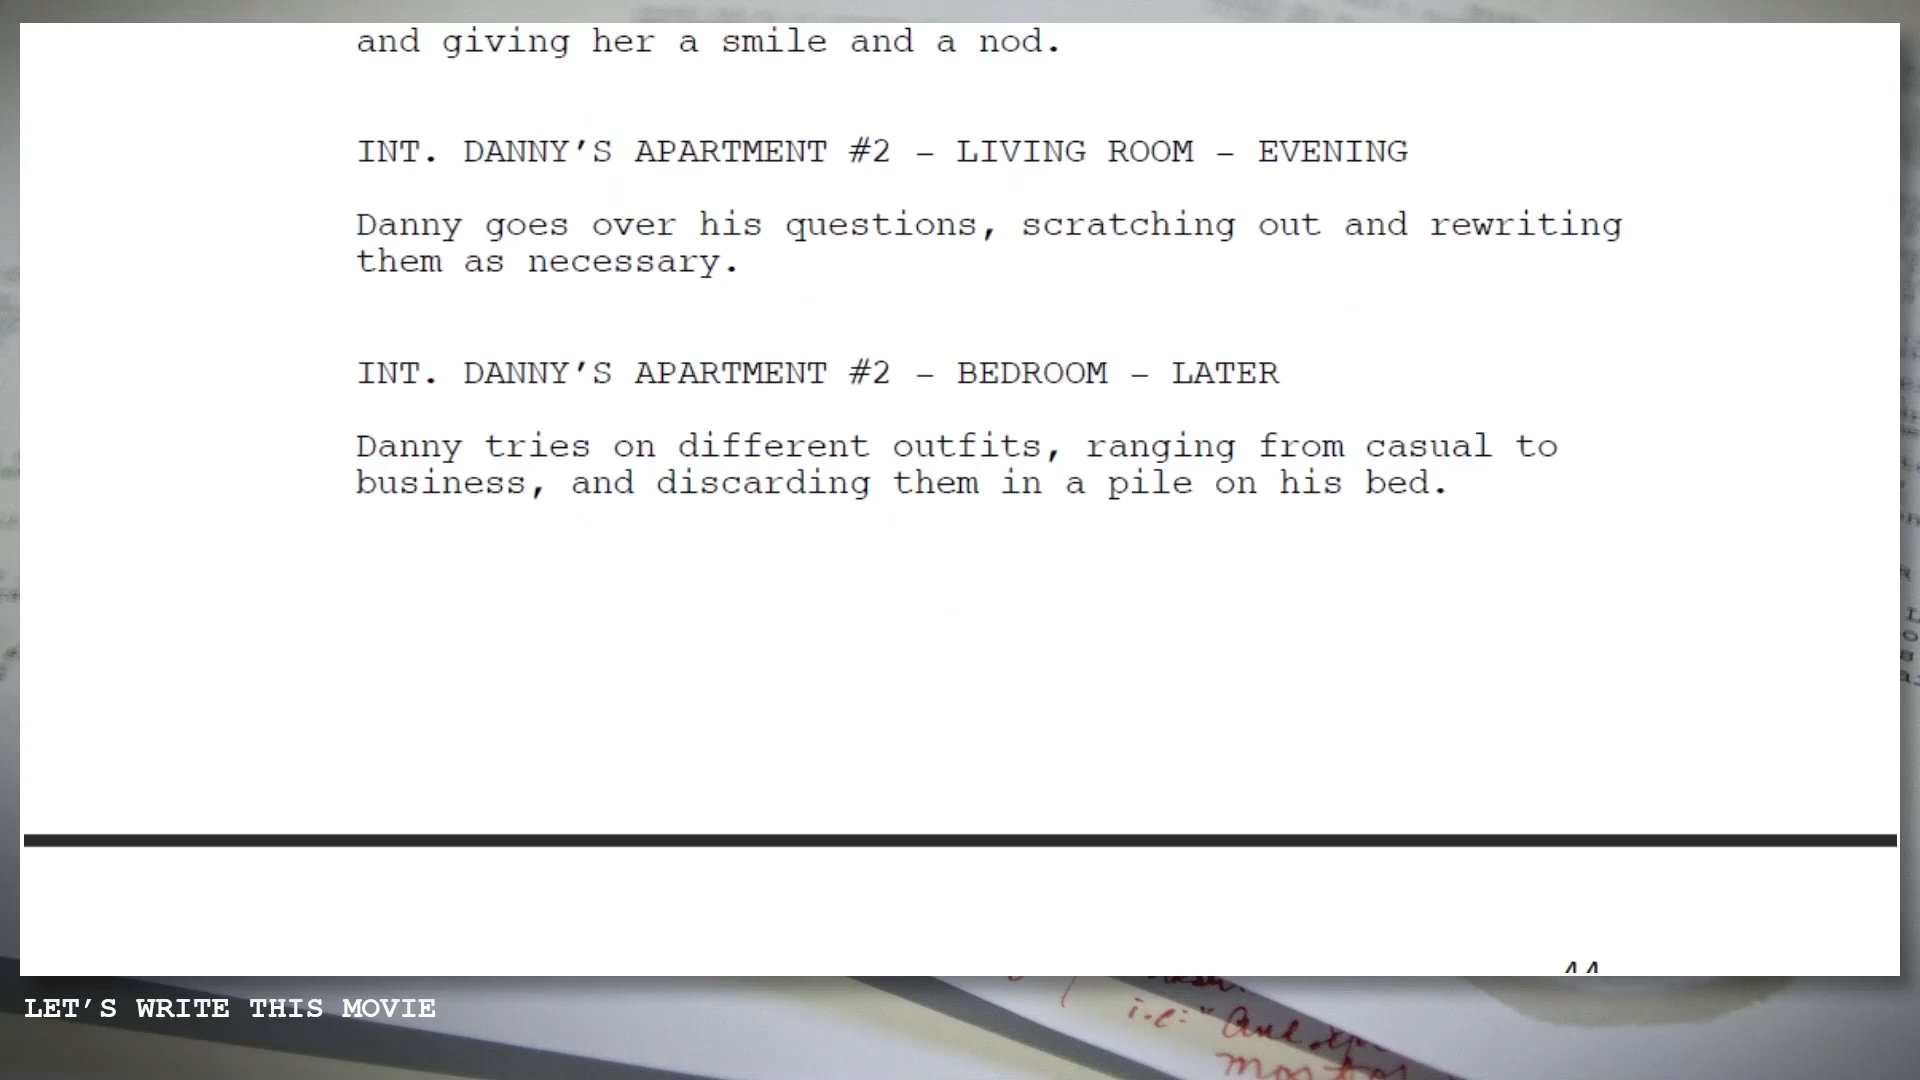 and giving her a smile and a nod.
INT. DANNY’S APARTMENT #2 – LIVING ROOM – EVENING
Danny goes over his questions, scratching out and rewriting
them as necessary.
INT. DANNY’S APARTMENT #2 – BEDROOM – LATER
Danny tries on different outfits, ranging from casual to
business, and discarding them in a pile on his bed.
LET’S WRITE THIS MOVIE
i.e: